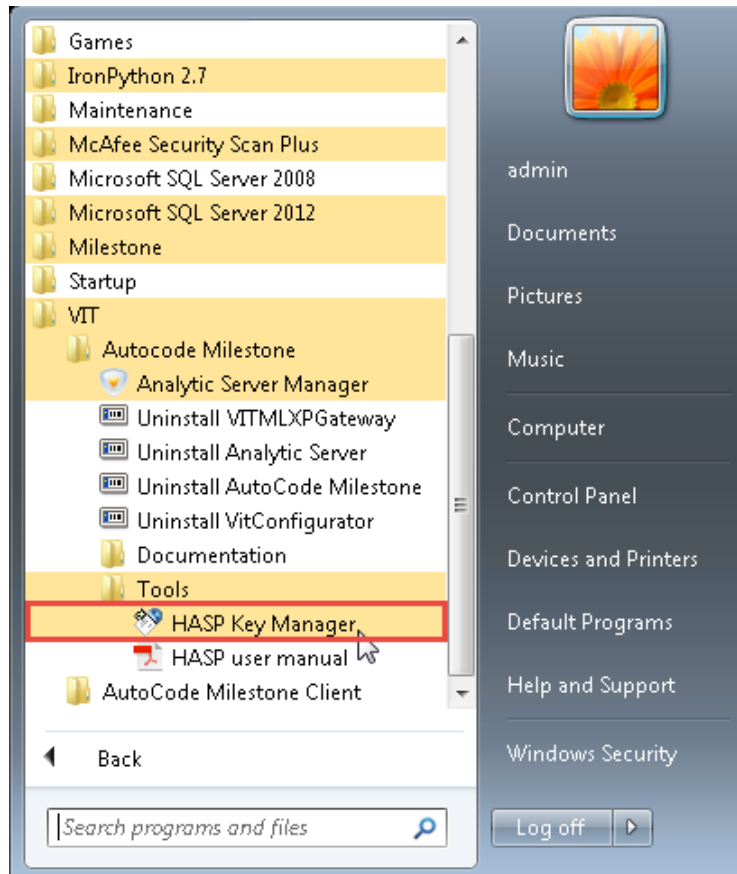 Games
IronPython 2.7
Maintenance
McAfee Security Scan Plus
Microsoft SQL Server 2008
Microsoft SQL Server 2012
Milestone
Startup
VIT
Autocode Milestone
Analytic Server Manager
Uninstall VITMLXPGateway
Uninstall Analytic Server
Uninstall AutoCode Milestone
Uninstall VitConfigurator
Documentation
Tools
HASP Key Manager
HASP user manual
AutoCode Milestone Client
Back
Search programs and files
admin
Documents
Pictures
Music
Computer
Control Panel
Devices and Printers
Default Programs
Help and Support
Windows Security
Log off